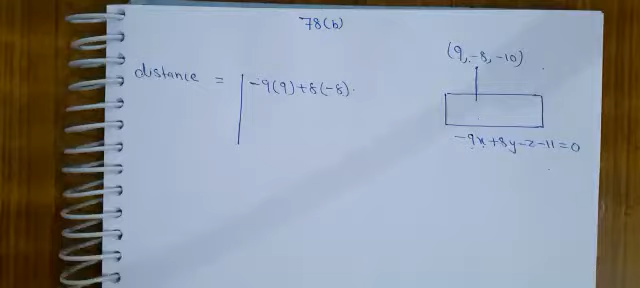 78(b)
(9, -8, -10)
distance = | -9(9)+8(-8)
-9x+8y-z-11=0